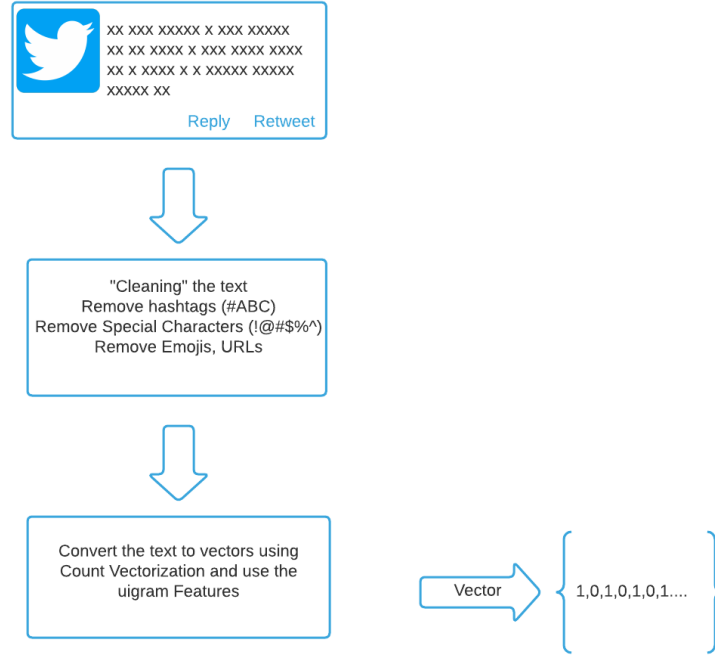 xx xxx xxxxx x xxx xxxxx
xx xx xxxx x xxx xxxx xxxx
xx x xxxx x x xxxxx xxxxx
xxxxx xx
Reply Retweet
"Cleaning" the text
Remove hashtags (#ABC)
Remove Special Characters (!@#$%^)
Remove Emojis, URLs
Convert the text to vectors using
Count Vectorization and use the
uigram Features
Vector
1,0,1,0,1,0,1....